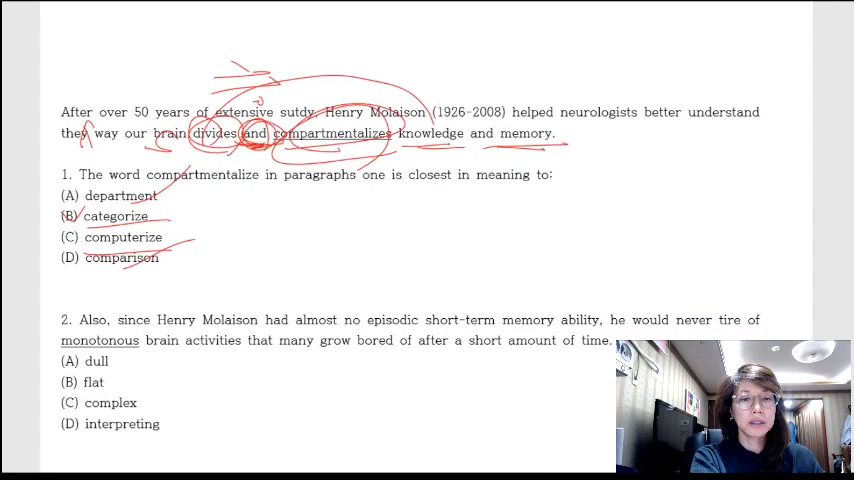 After over 50 years of extensive sutdy, Henry Molaison (1926-2008) helped neurologists better understand
they way our brain divides and compartmentalizes knowledge and memory.
1. The word compartmentalize in paragraphs one is closest in meaning to:
(A) department
(B) categorize
(C) computerize
(D) comparison
2. Also, since Henry Molaison had almost no episodic short-term memory ability, he would never tire of
monotonous brain activities that many grow bored of after a short amount of time.
(A) dull
(B) flat
(C) complex
(D) interpreting